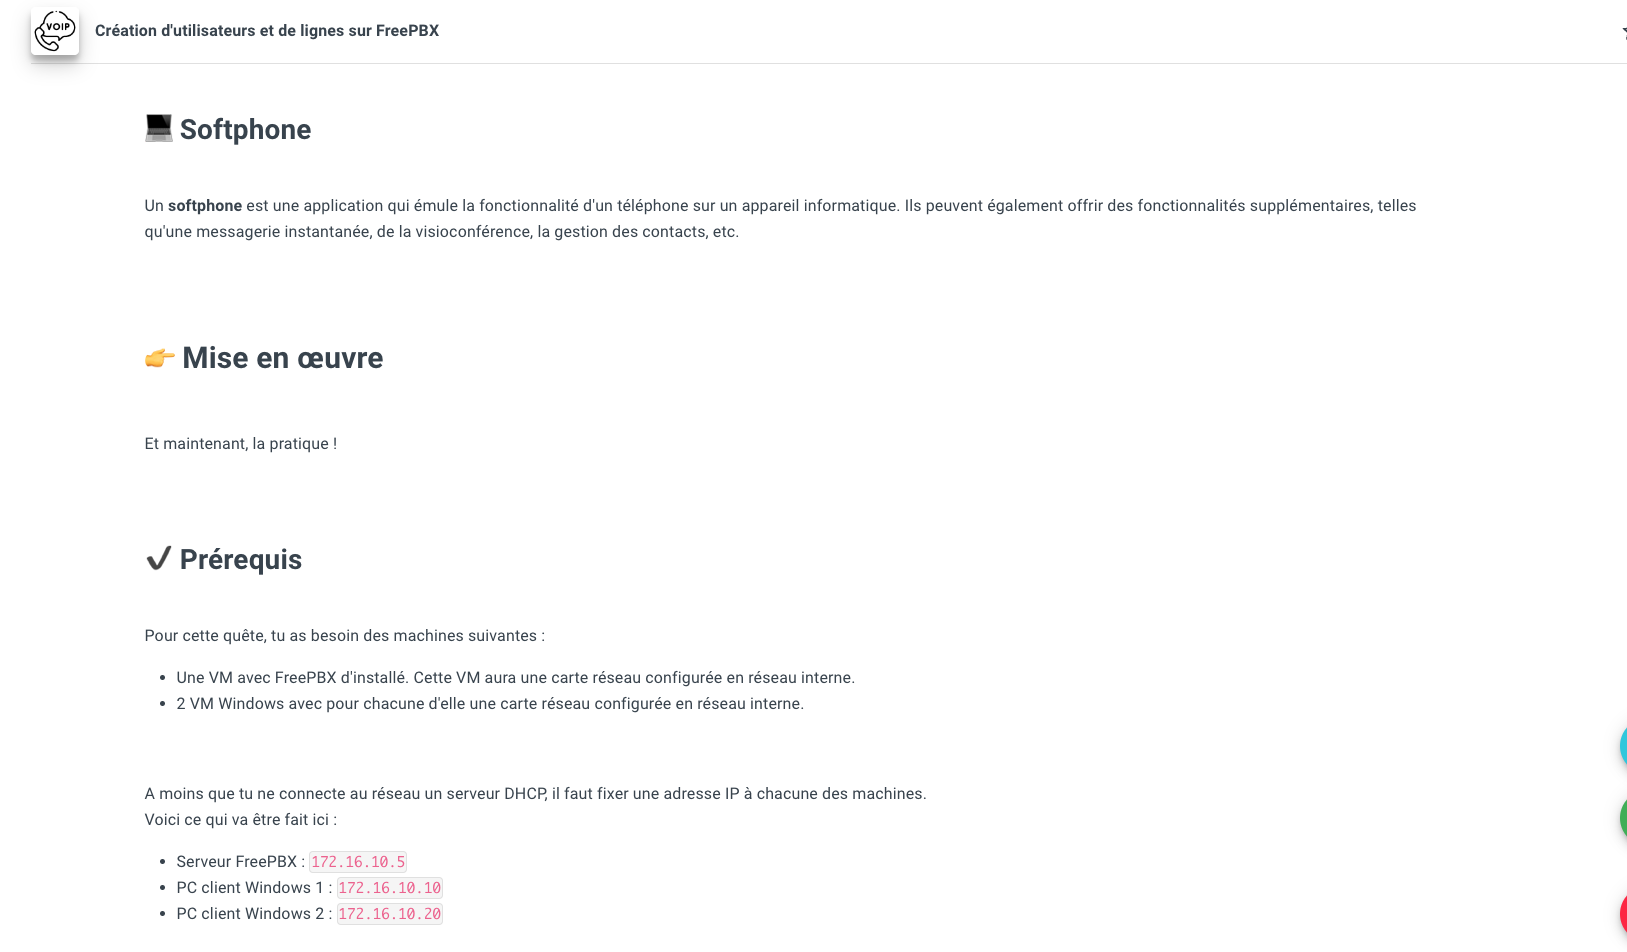 VOIP
Création d'utilisateurs et de lignes sur FreePBX
Softphone
Un softphone est une application qui émule la fonctionnalité d'un téléphone sur un appareil informatique. Ils peuvent également offrir des fonctionnalités supplémentaires, telles
qu'une messagerie instantanée, de la visioconférence, la gestion des contacts, etc.
Mise en œuvre
Et maintenant, la pratique !
Prérequis
Pour cette quête, tu as besoin des machines suivantes :
• Une VM avec FreePBX d'installé. Cette VM aura une carte réseau configurée en réseau interne.
• 2 VM Windows avec pour chacune d'elle une carte réseau configurée en réseau interne.
A moins que tu ne connecte au réseau un serveur DHCP, il faut fixer une adresse IP à chacune des machines.
Voici ce qui va être fait ici :
• Serveur FreePBX : 172.16.10.5
• PC client Windows 1 : 172.16.10.10
• PC client Windows 2 : 172.16.10.20